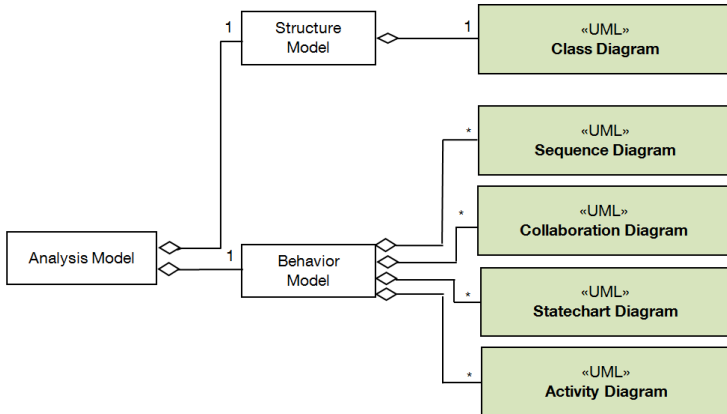 1
Structure
Model
1
«UML»
Class Diagram
*
«UML»
Sequence Diagram
*
«UML»
Collaboration Diagram
Analysis Model
1
Behavior
Model
*
«UML»
Statechart Diagram
*
«UML»
Activity Diagram